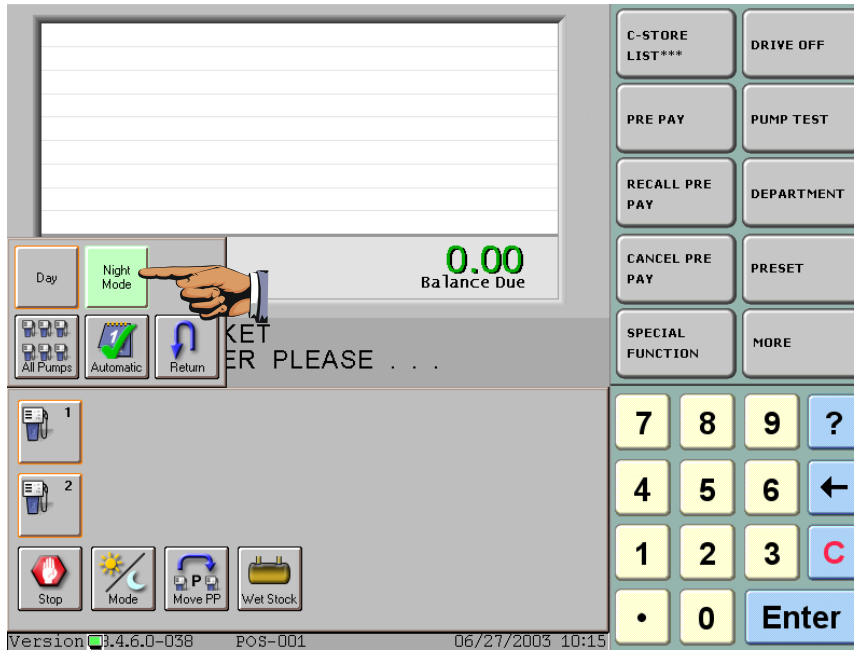 C-STORE
LIST***
DRIVE OFF
PRE PAY
PUMP TEST
RECALL PRE
PAY
DEPARTMENT
CANCEL PRE
PAY
PRESET
SPECIAL
FUNCTION
MORE
0.00
Balance Due
Day
Night
Mode
All Pumps
1
Automatic
Return
KET
ER PLEASE . . .
1
2
Stop
Mode
P
Move PP
Wet Stock
7 8 9 ?
4 5 6 ←
1 2 3 C
• 0 Enter
Version 3.4.6.0-038 POS-001 06/27/2003 10:15